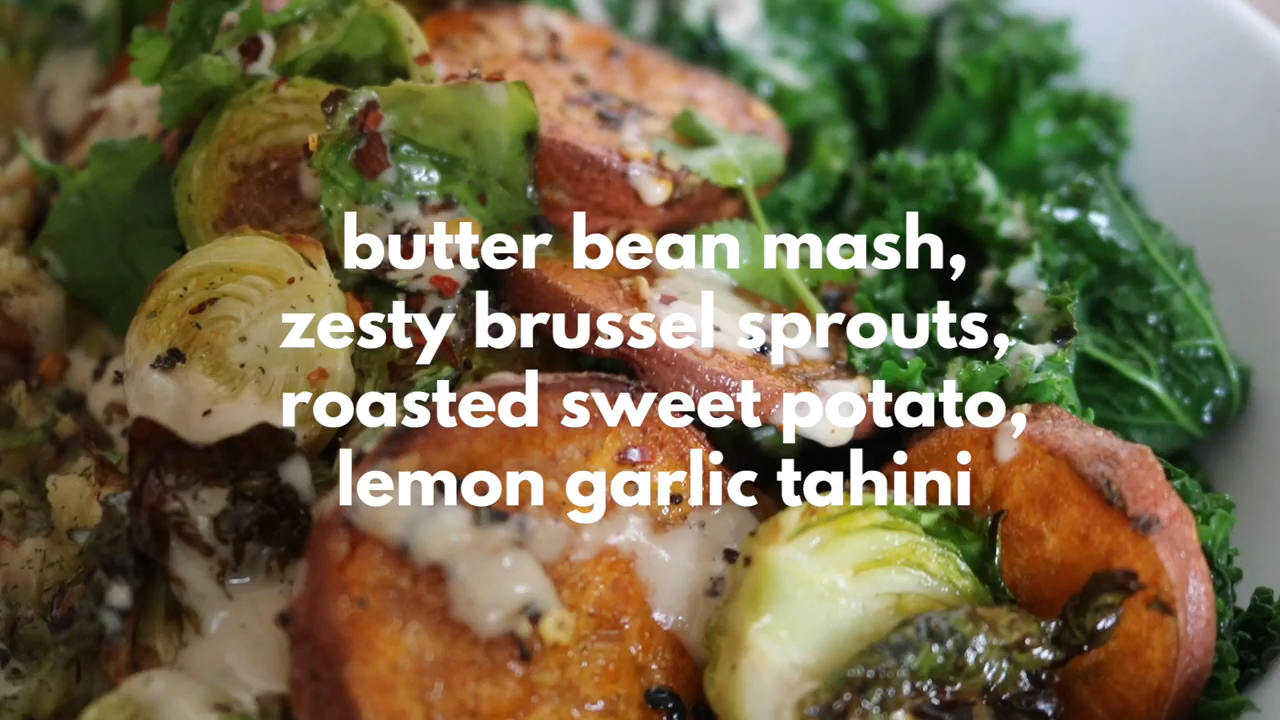 butter bean mash,
zesty brussel sprouts,
roasted sweet potato,
lemon garlic tahini